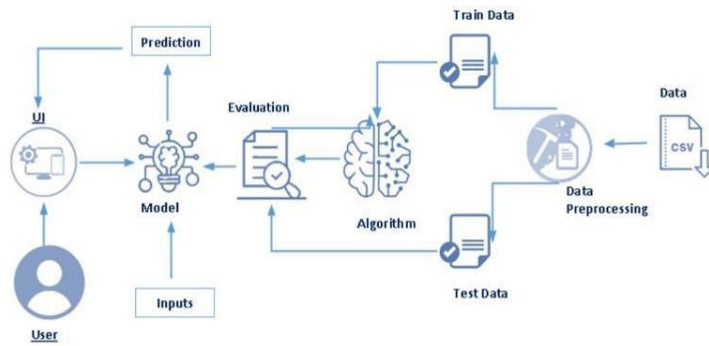 Train Data
Prediction
Data
Evaluation
UI
CSV
Model
Algorithm
Data
Preprocessing
Inputs
Test Data
User